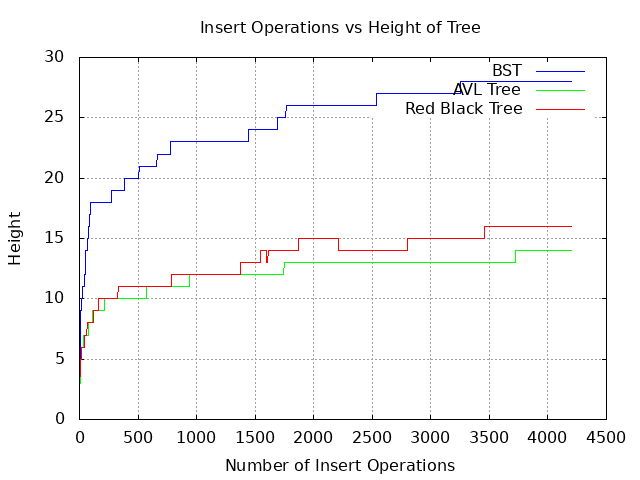 Insert Operations vs Height of Tree
30
25
20
15
10
5
0
Height
BST
AVL Tree
Red Black Tree
0 500 1000 1500 2000 2500 3000 3500 4000 4500
Number of Insert Operations